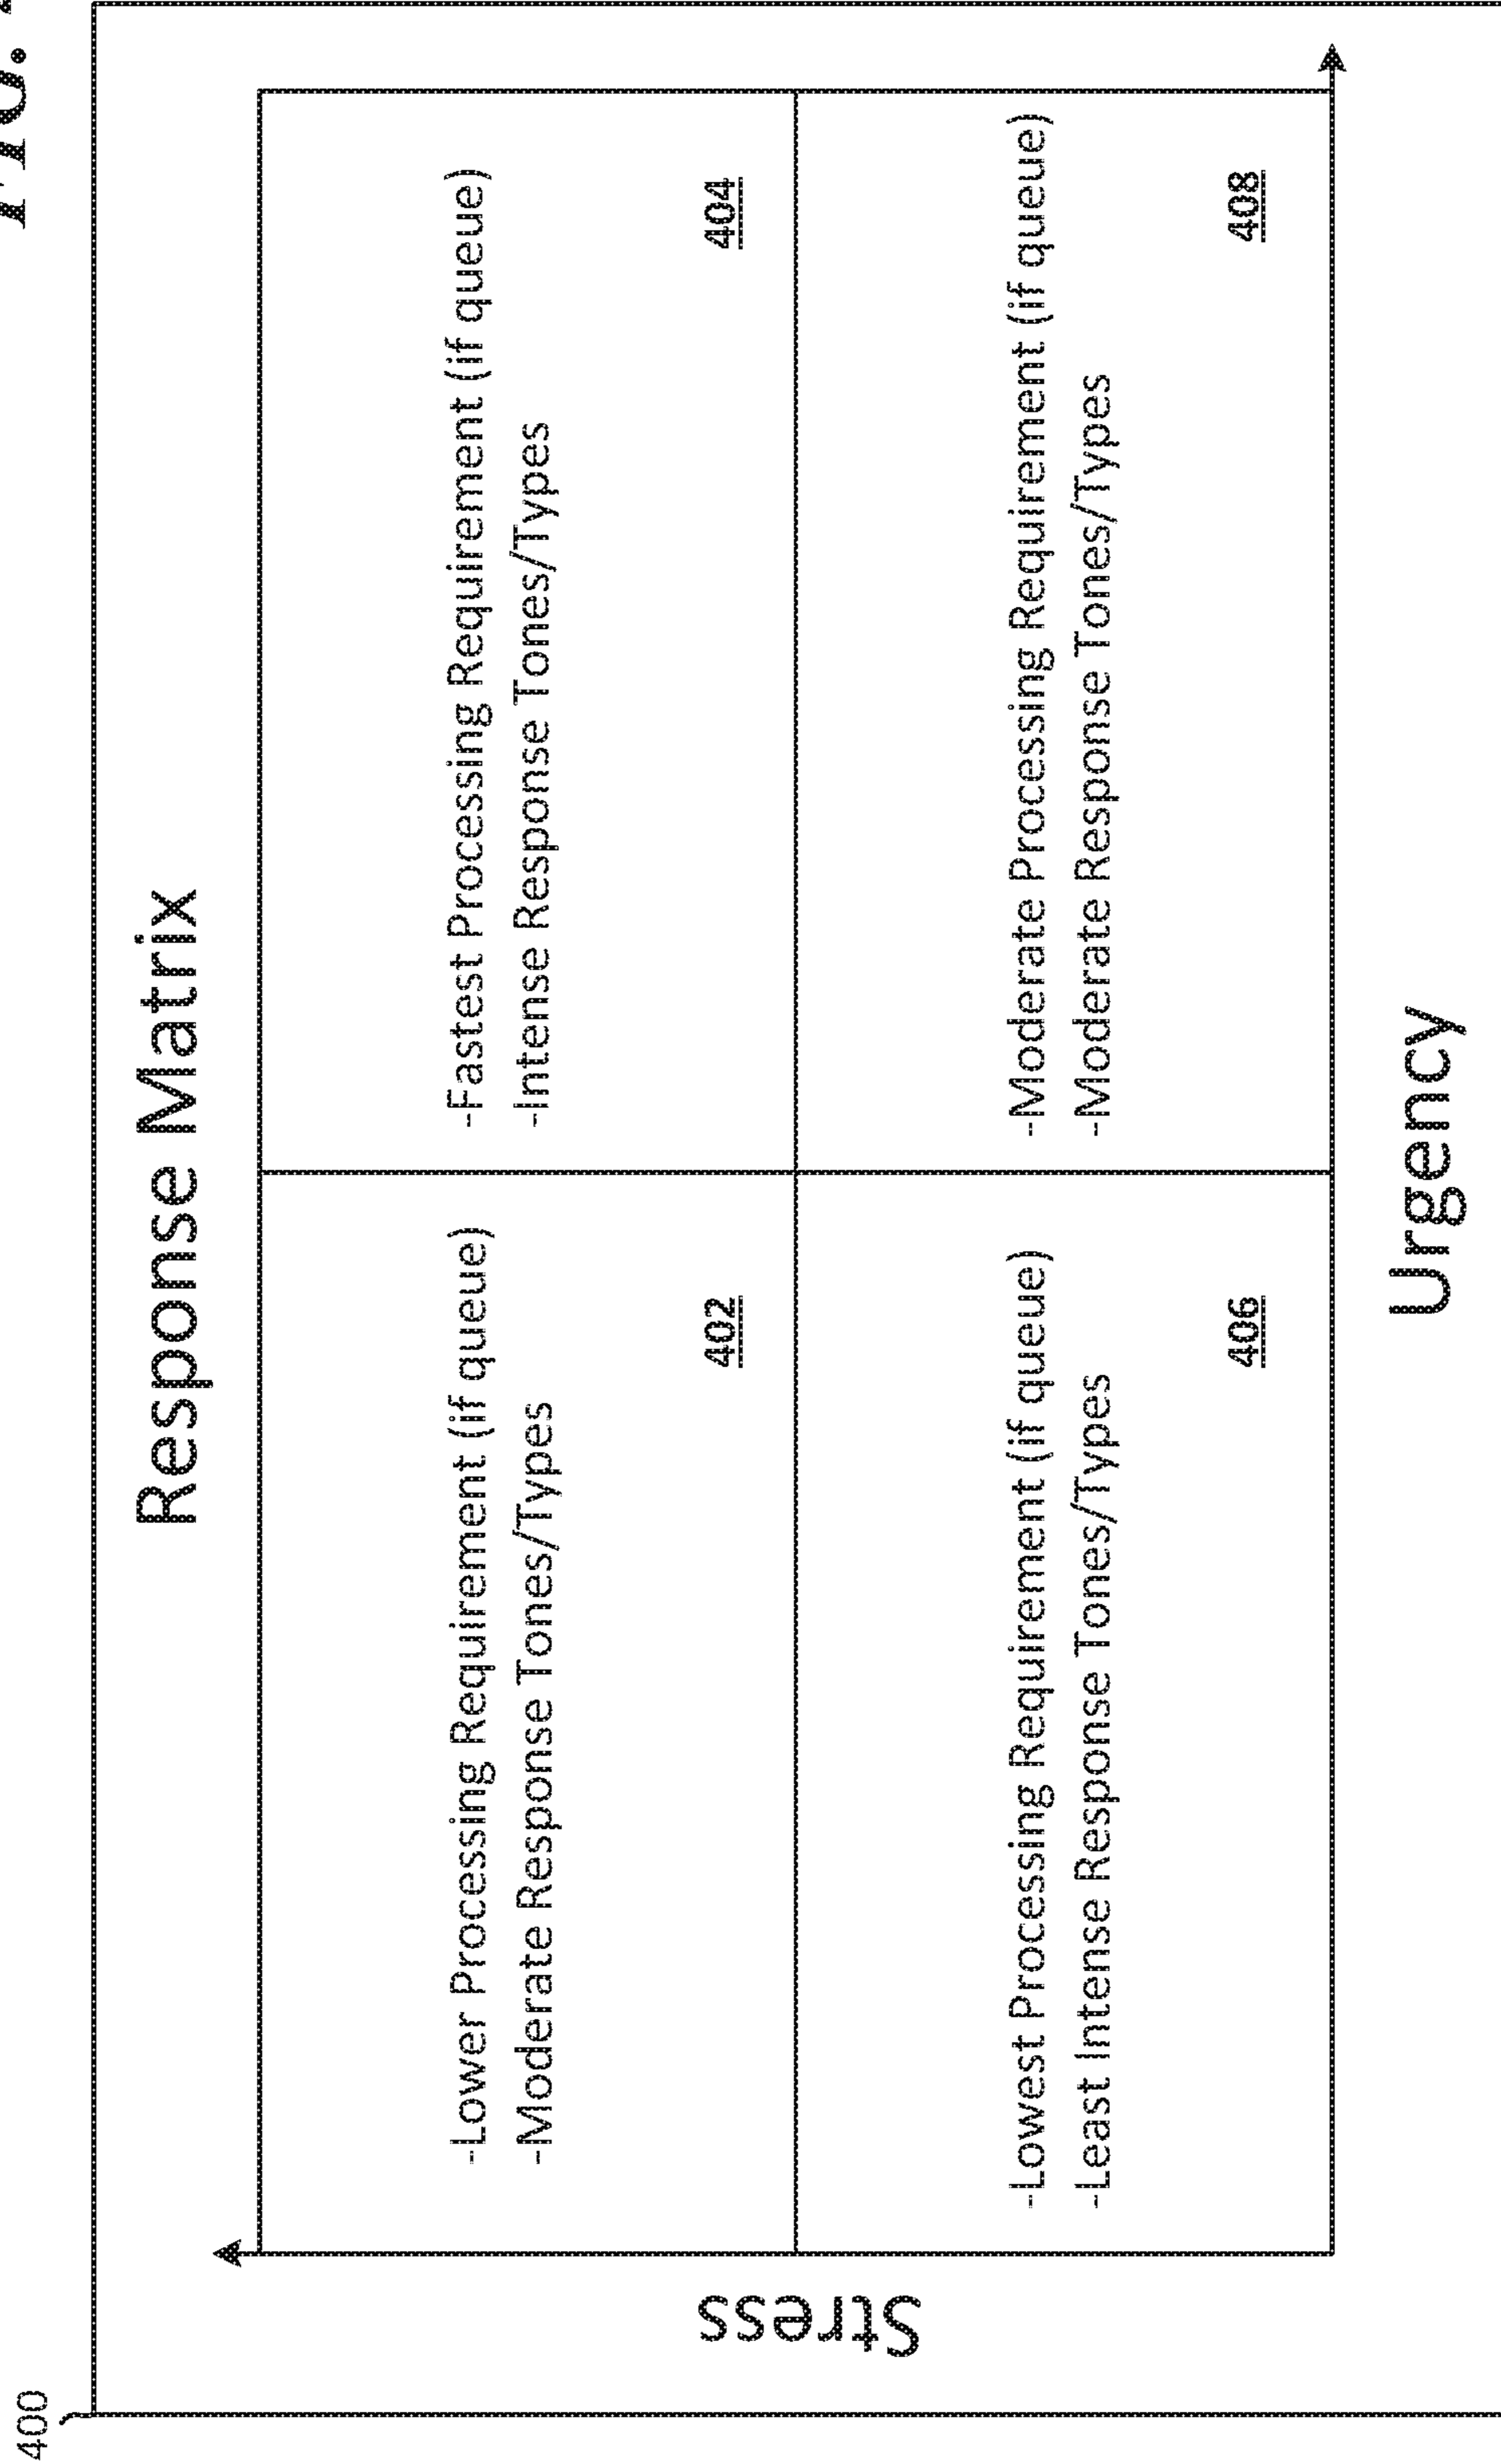 FIG.
400
Response Matrix
Stress
-Lower Processing Requirement (if queue)
-Moderate Response Tones/Types
402
-Fastest Processing Requirement (if queue)
-Intense Response Tones/Types
404
-Lowest Processing Requirement (if queue)
-Least Intense Response Tones/Types
406
-Moderate Processing Requirement (if queue)
-Moderate Response Tones/Types
408
Urgency